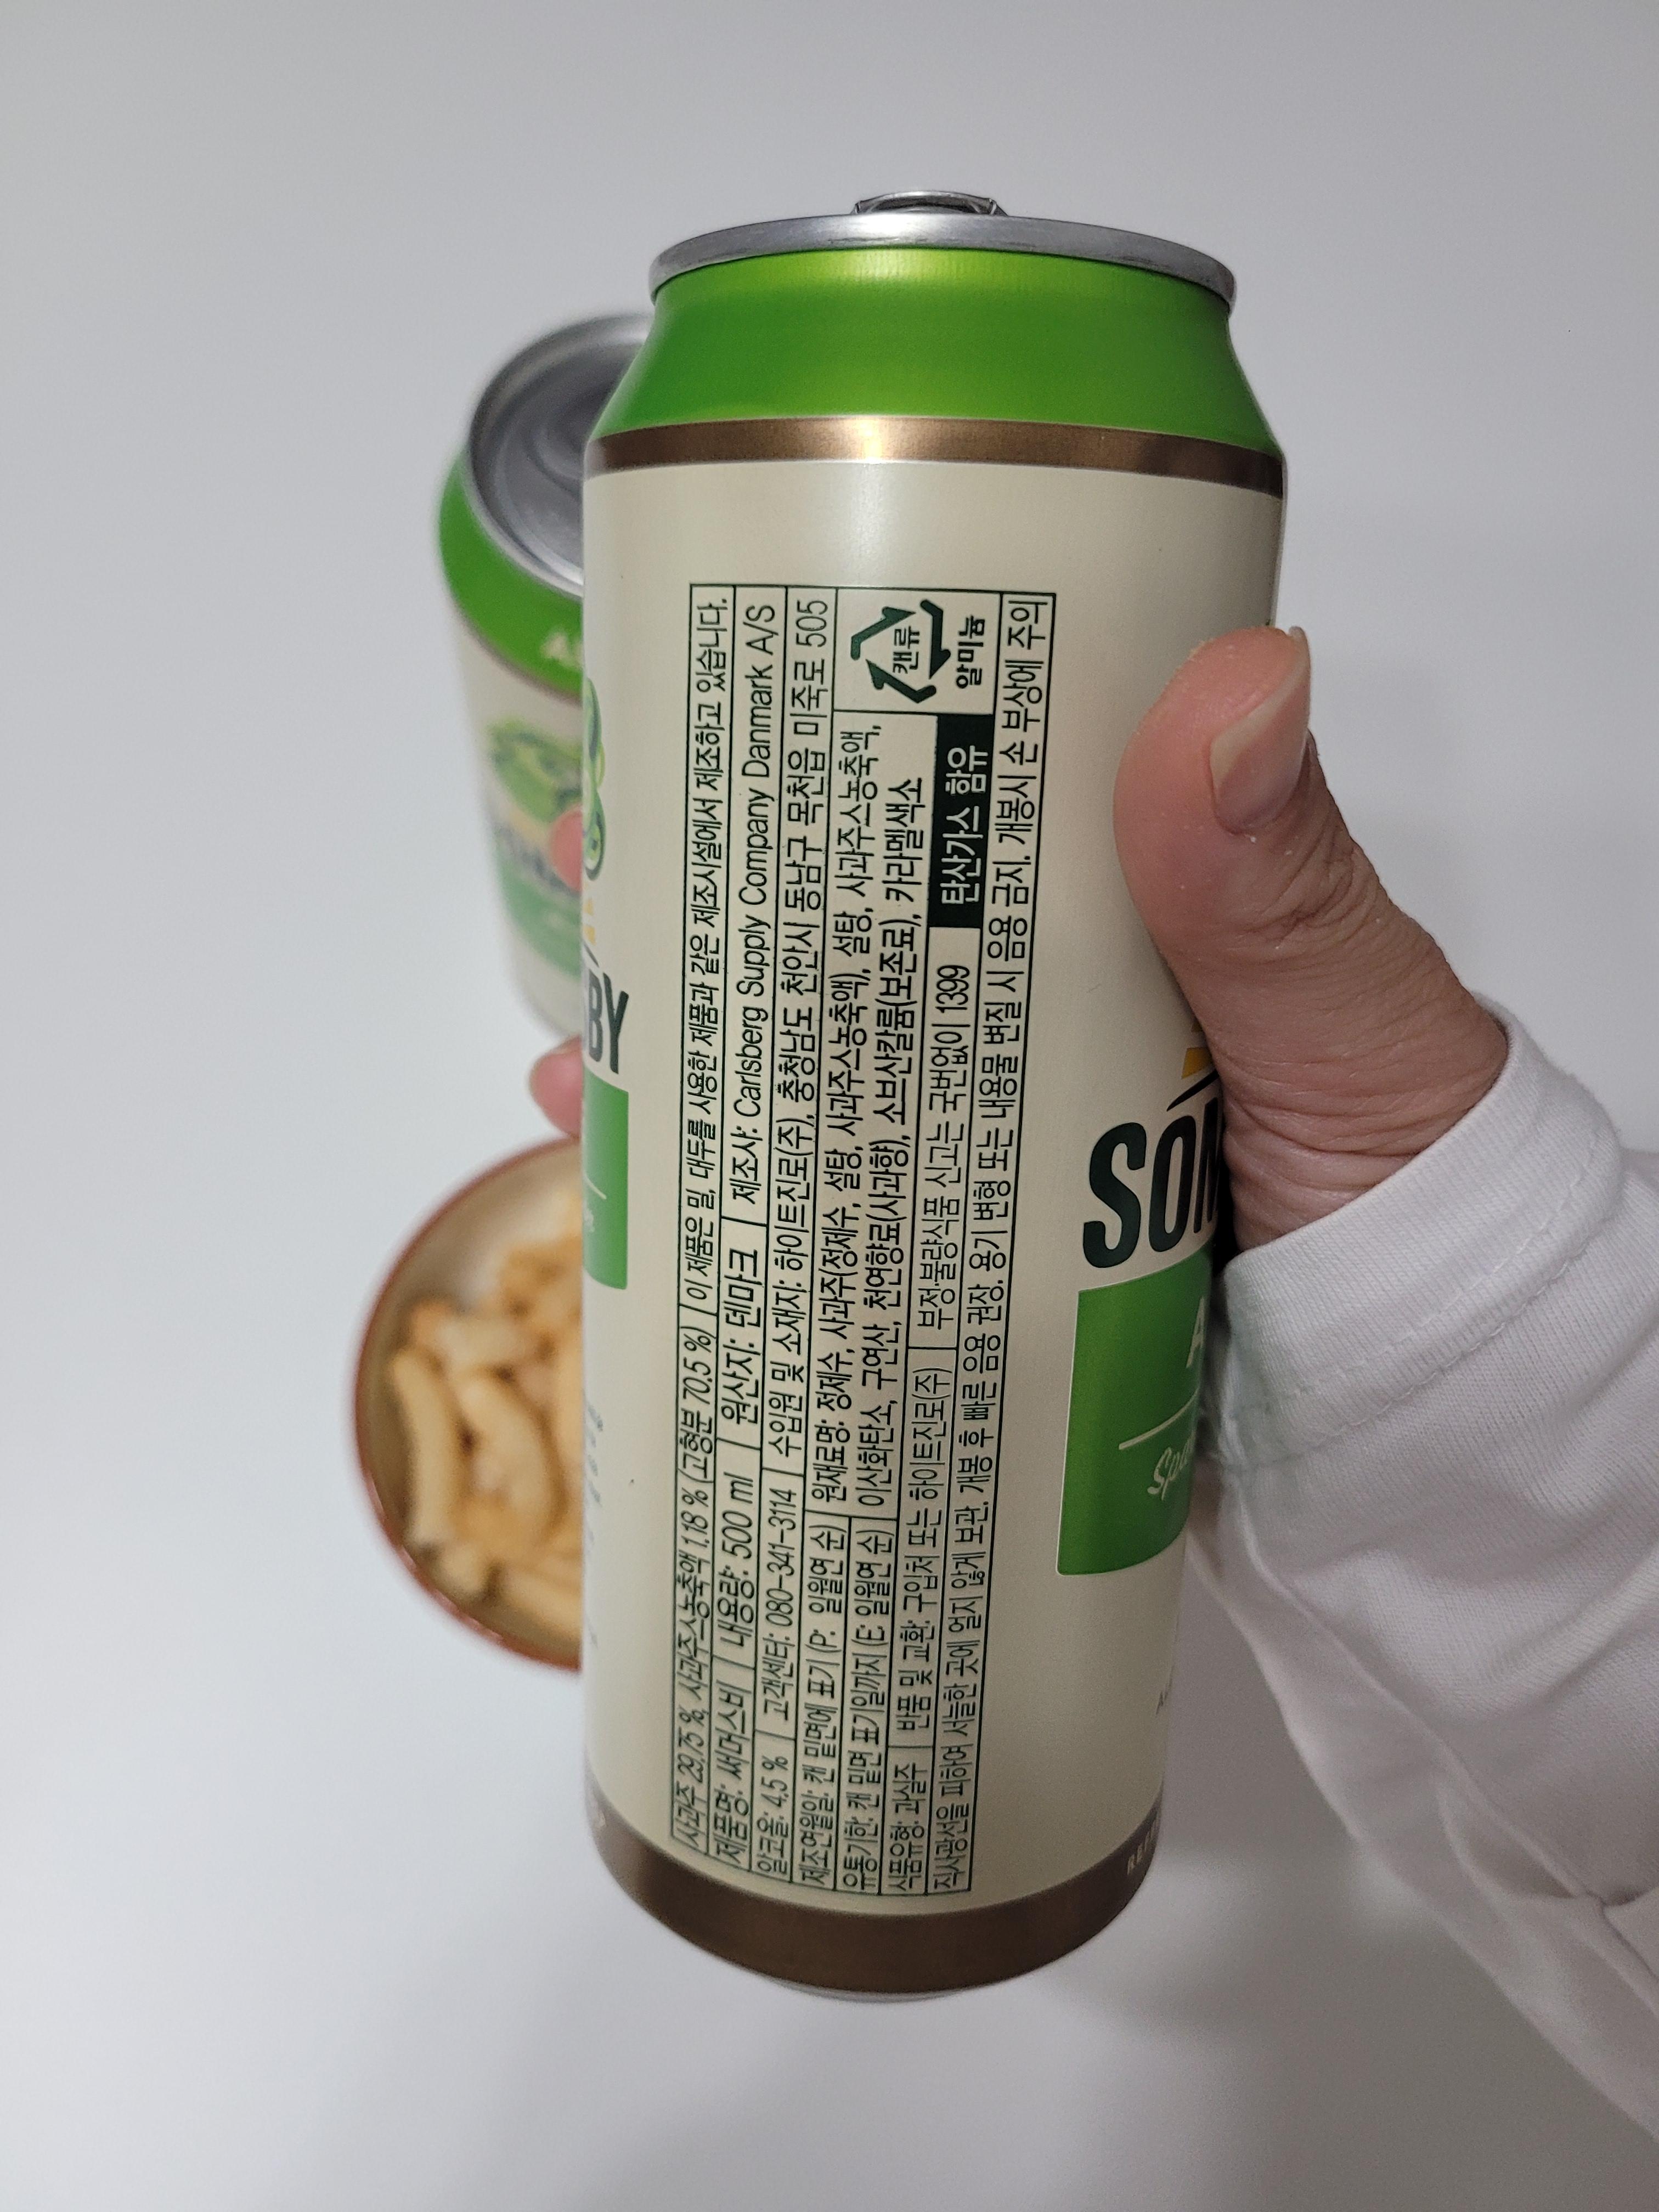 사과주 29.75 %, 사과주스농축액 1.18 % (고형분 70.5 %) 이 제품은 밀, 대두를 사용한 제품과 같은 제조시설에서 제조하고 있습니다.
제품명: 써머스비 내용량: 500 ml 원산지: 덴마크 제조사: Carlsberg Supply Company Danmark A/S
알코올: 4.5 % 고객센터: 080-341-3114 수입원 및 소재지: 하이트진로(주), 충청남도 천안시 동남구 목천읍 미죽로 505
제조연월일: 캔 밑면에 표기 (P: 일월연 순)
유통기한: 캔 밑면 표기일까지 (E: 일월연 순)
원재료명: 정제수, 사과주(정제수, 설탕, 사과주스농축액), 설탕, 사과주스농축액,
이산화탄소, 구연산, 천연향료(사과향), 소브산칼륨(보존료), 카라멜색소
식품유형: 과실주 반품 및 교환: 구입처 또는 하이트진로(주) 부정·불량식품 신고는 국번없이 1399
탄산가스 함유
캔류
알미늄
직사광선을 피하여 서늘한 곳에 얼지 않게 보관, 개봉 후 빠른 음용 권장. 용기 변형 또는 내용물 변질 시 음용 금지. 개봉시 손 부상에 주의
SOM
SBY